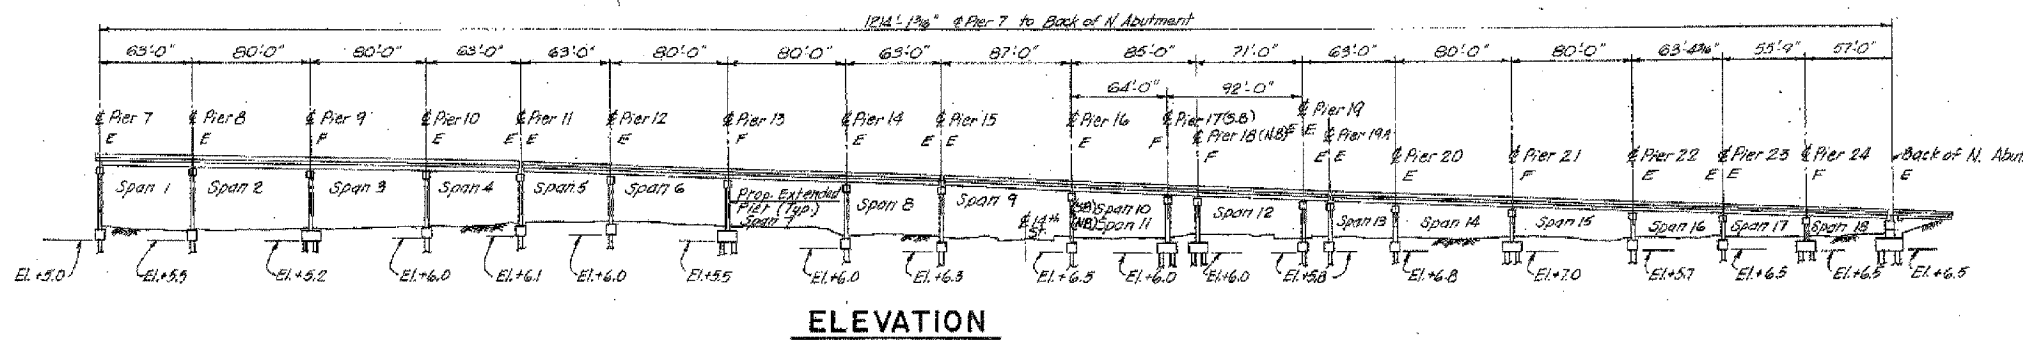 1214'-1 3/16" ℄ Pier 7 to Back of N. Abutment
63'-0" 80'-0" 80'-0" 63'-0" 63'-0" 80'-0" 80'-0" 63'-0" 87'-0" 85'-0" 71'-0" 63'-0" 80'-0" 80'-0" 63'-4 3/16" 55'-9" 57'-0"
64'-0" 92'-0"
℄ Pier 7 ℄ Pier 8 ℄ Pier 9 ℄ Pier 10 ℄ Pier 11 ℄ Pier 12 ℄ Pier 13 ℄ Pier 14 ℄ Pier 15 ℄ Pier 16 ℄ Pier 17 (S.B.) ℄ Pier 19
E E F E E E E F E E E E F ℄ Pier 18 (N.B.) E E ℄ Pier 19A
F E E ℄ Pier 20 ℄ Pier 21 ℄ Pier 22 ℄ Pier 23 ℄ Pier 24 Back of N. Abut.
E F E E E F E
Span 1 Span 2 Span 3 Span 4 Span 5 Span 6 Prop. Extended Span 8 Span 9 (SB) Span 10 Span 12 Span 13 Span 14 Span 15 Span 16 Span 17 Span 18
Pier (Typ.)
Span 7 ℄ 14th (NB) Span 11
St.
El. +5.0 El. +5.5 El. +5.2 El. +6.0 El. +6.1 El. +6.0 El. +5.5 El. +6.0 El. +6.3 El. +6.5 El. +6.0 El. +6.0 El. +5.8 El. +6.8 El. +7.0 El. +5.7 El. +6.5 El. +6.5 El. +6.5
ELEVATION